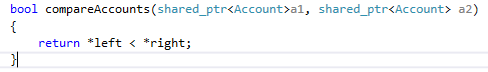 bool compareAccounts(shared_ptr<Account>a1, shared_ptr<Account> a2)
{
    return *left < *right;
}